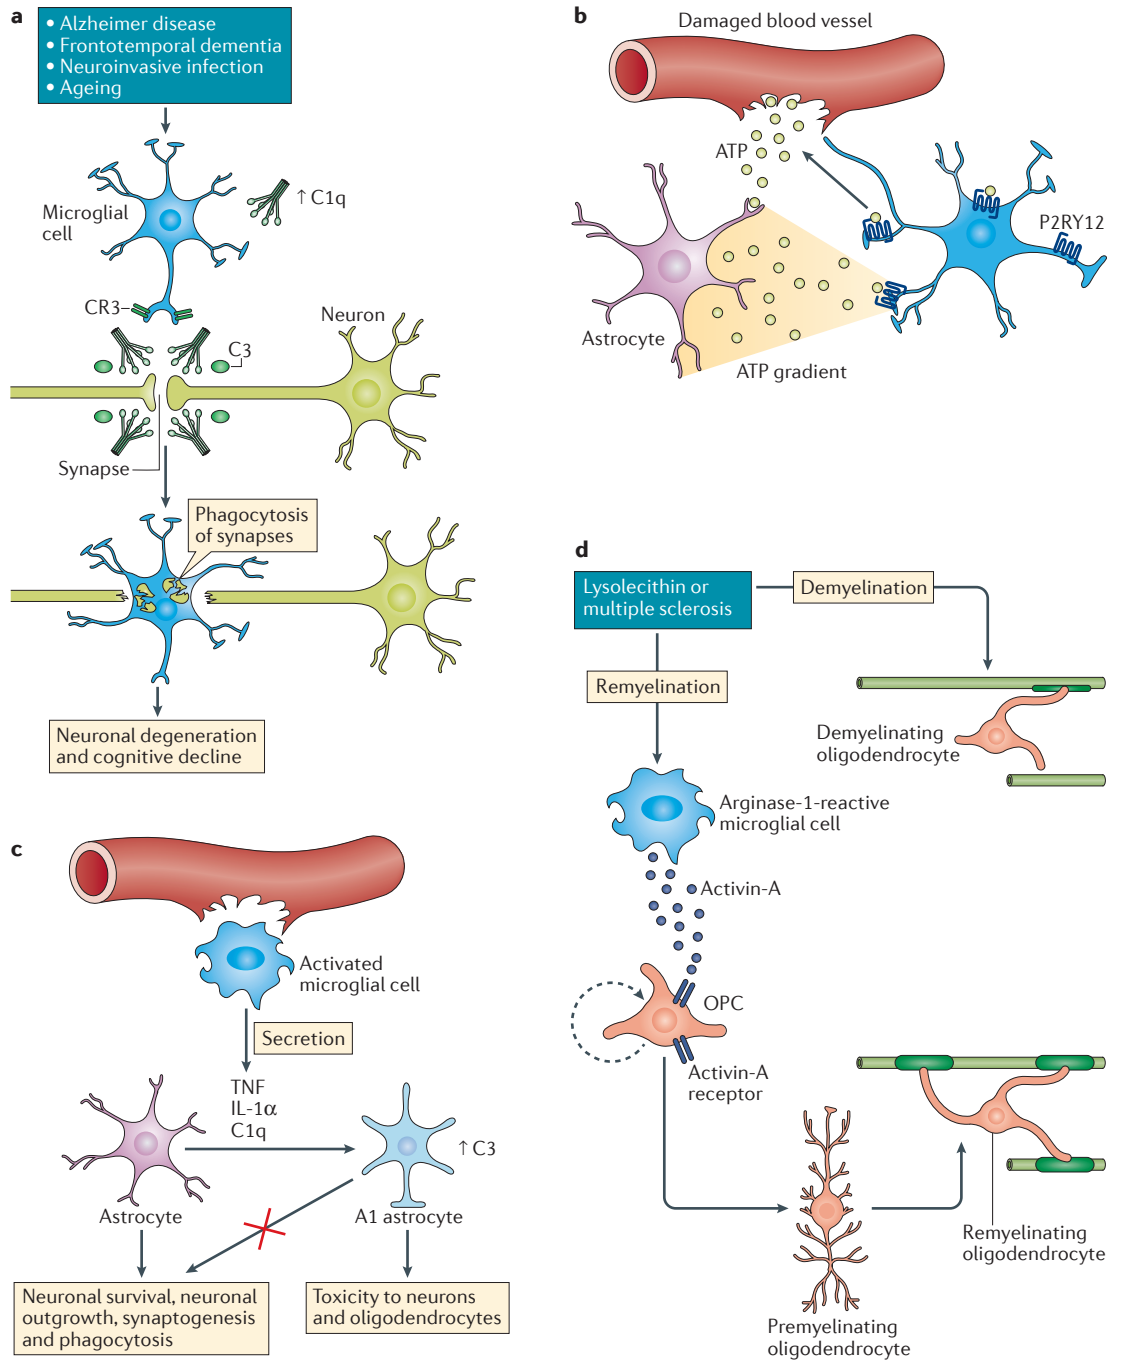 a
• Alzheimer disease
• Frontotemporal dementia
• Neuroinvasive infection
• Ageing
Microglial
cell
↑ C1q
CR3
Neuron
C3
Synapse
Phagocytosis
of synapses
Neuronal degeneration
and cognitive decline
b
Damaged blood vessel
ATP
P2RY12
Astrocyte
ATP gradient
c
Activated
microglial cell
Secretion
TNF
IL-1α
C1q
↑ C3
Astrocyte
A1 astrocyte
Neuronal survival, neuronal
outgrowth, synaptogenesis
and phagocytosis
Toxicity to neurons
and oligodendrocytes
d
Lysolecithin or
multiple sclerosis
Demyelination
Remyelination
Demyelinating
oligodendrocyte
Arginase-1-reactive
microglial cell
Activin-A
OPC
Activin-A
receptor
Remyelinating
oligodendrocyte
Premyelinating
oligodendrocyte